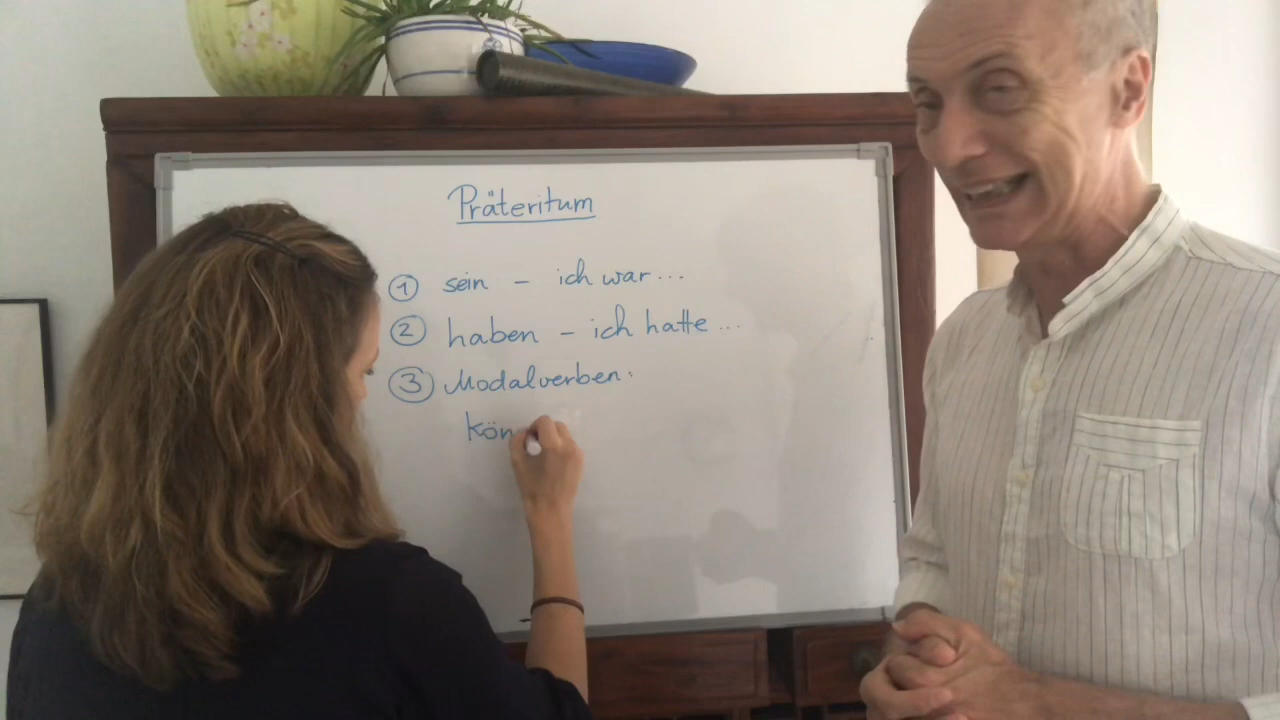 Präteritum
① sein – ich war...
② haben – ich hatte...
③ Modalverben:
kön